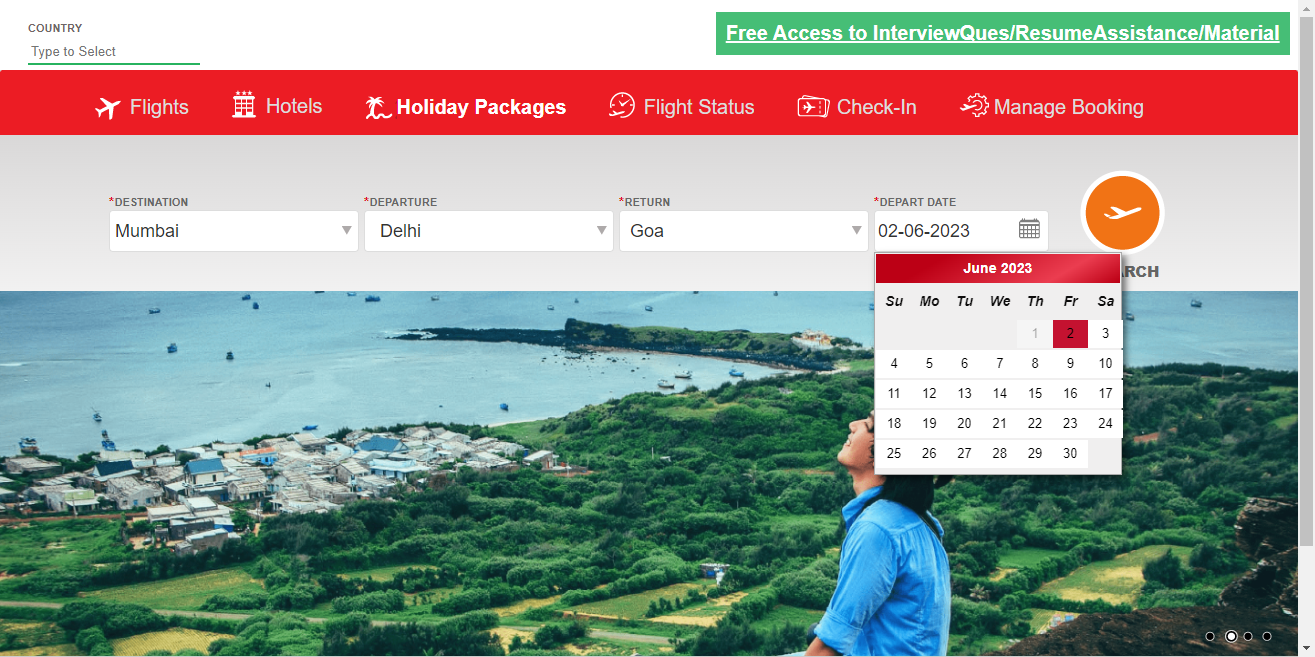 COUNTRY
Type to Select
Free Access to InterviewQues/ResumeAssistance/Material
Flights Hotels Holiday Packages Flight Status Check-In Manage Booking
*DESTINATION *DEPARTURE *RETURN *DEPART DATE
Mumbai Delhi Goa 02-06-2023
RCH
June 2023
Su Mo Tu We Th Fr Sa
1 2 3
4 5 6 7 8 9 10
11 12 13 14 15 16 17
18 19 20 21 22 23 24
25 26 27 28 29 30